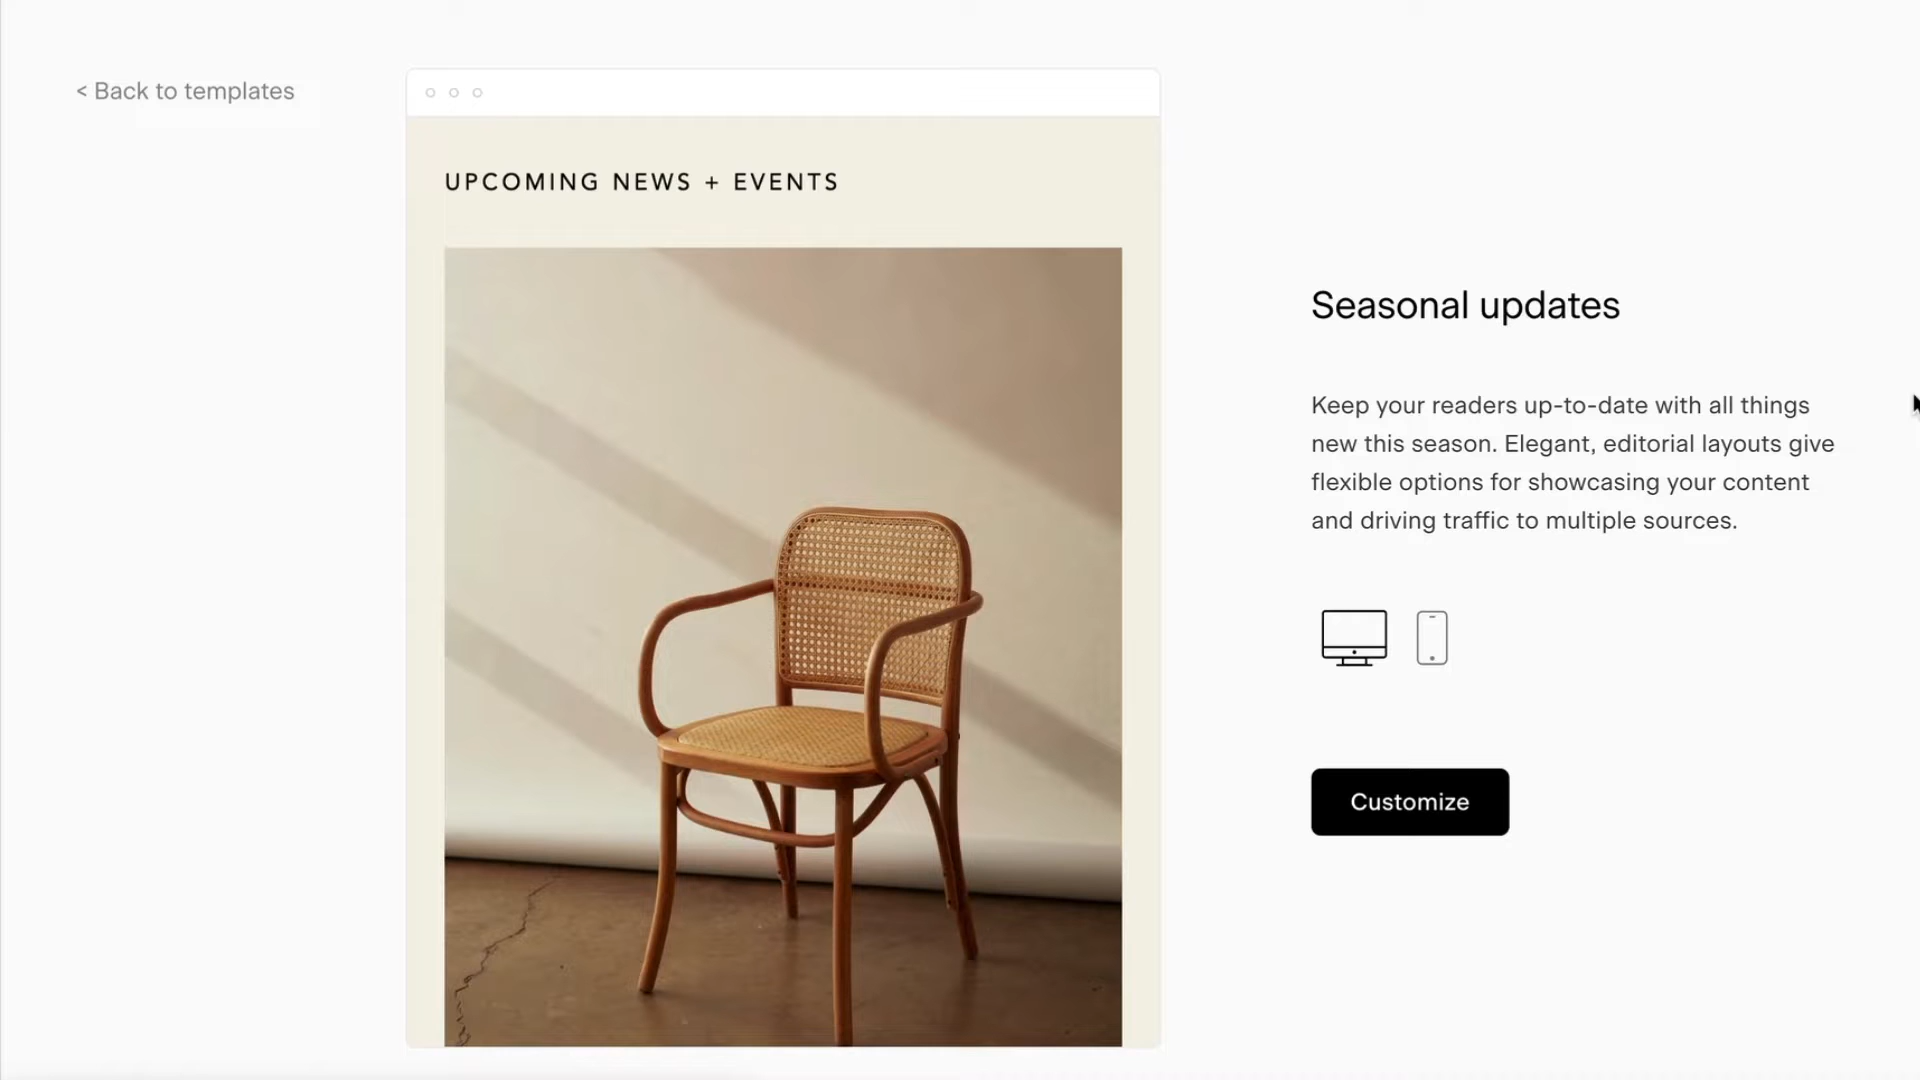 < Back to templates
UPCOMING NEWS + EVENTS
Seasonal updates
Keep your readers up-to-date with all things
new this season. Elegant, editorial layouts give
flexible options for showcasing your content
and driving traffic to multiple sources.
Customize